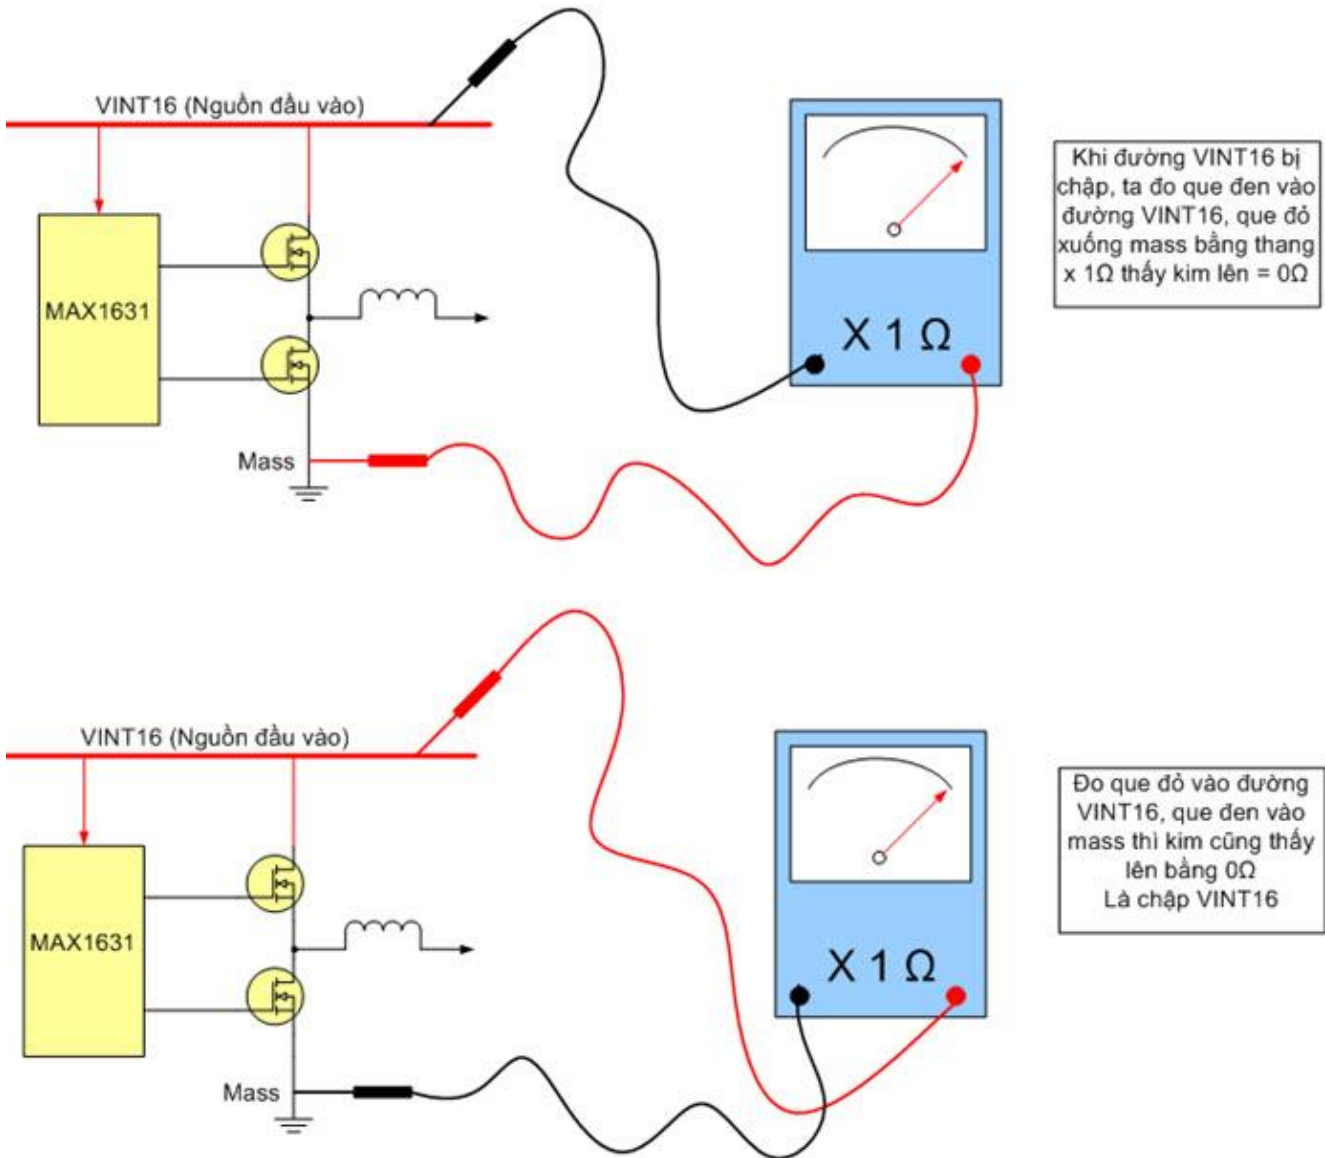 VINT16 (Nguồn đầu vào)
MAX1631
Mass
X 1 Ω
Khi đường VINT16 bị
chập, ta đo que đen vào
đường VINT16, que đỏ
xuống mass bằng thang
x 1Ω thấy kim lên = 0Ω
VINT16 (Nguồn đầu vào)
MAX1631
Mass
X 1 Ω
Đo que đỏ vào đường
VINT16, que đen vào
mass thì kim cũng thấy
lên bằng 0Ω
Là chập VINT16